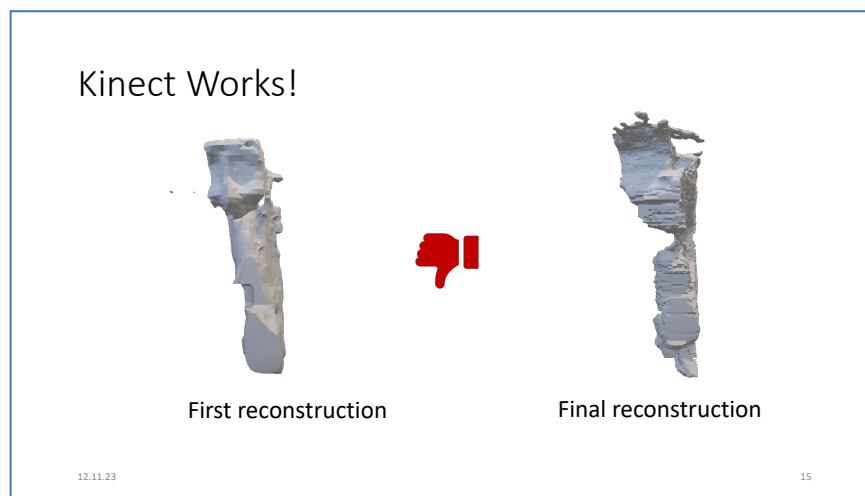 Kinect Works!
First reconstruction
Final reconstruction
12.11.23
15